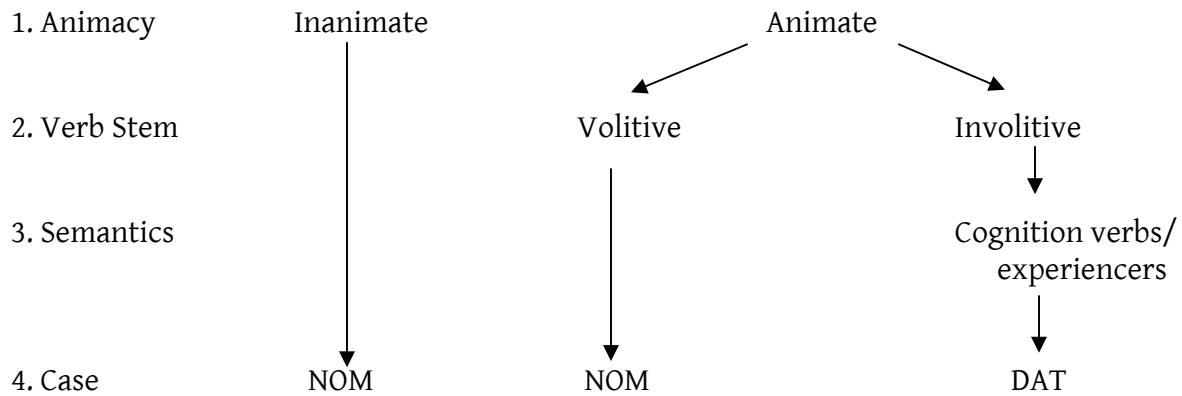 1. Animacy Inanimate Animate
2. Verb Stem Volitive Involitive
3. Semantics Cognition verbs/
experiencers
4. Case NOM NOM DAT